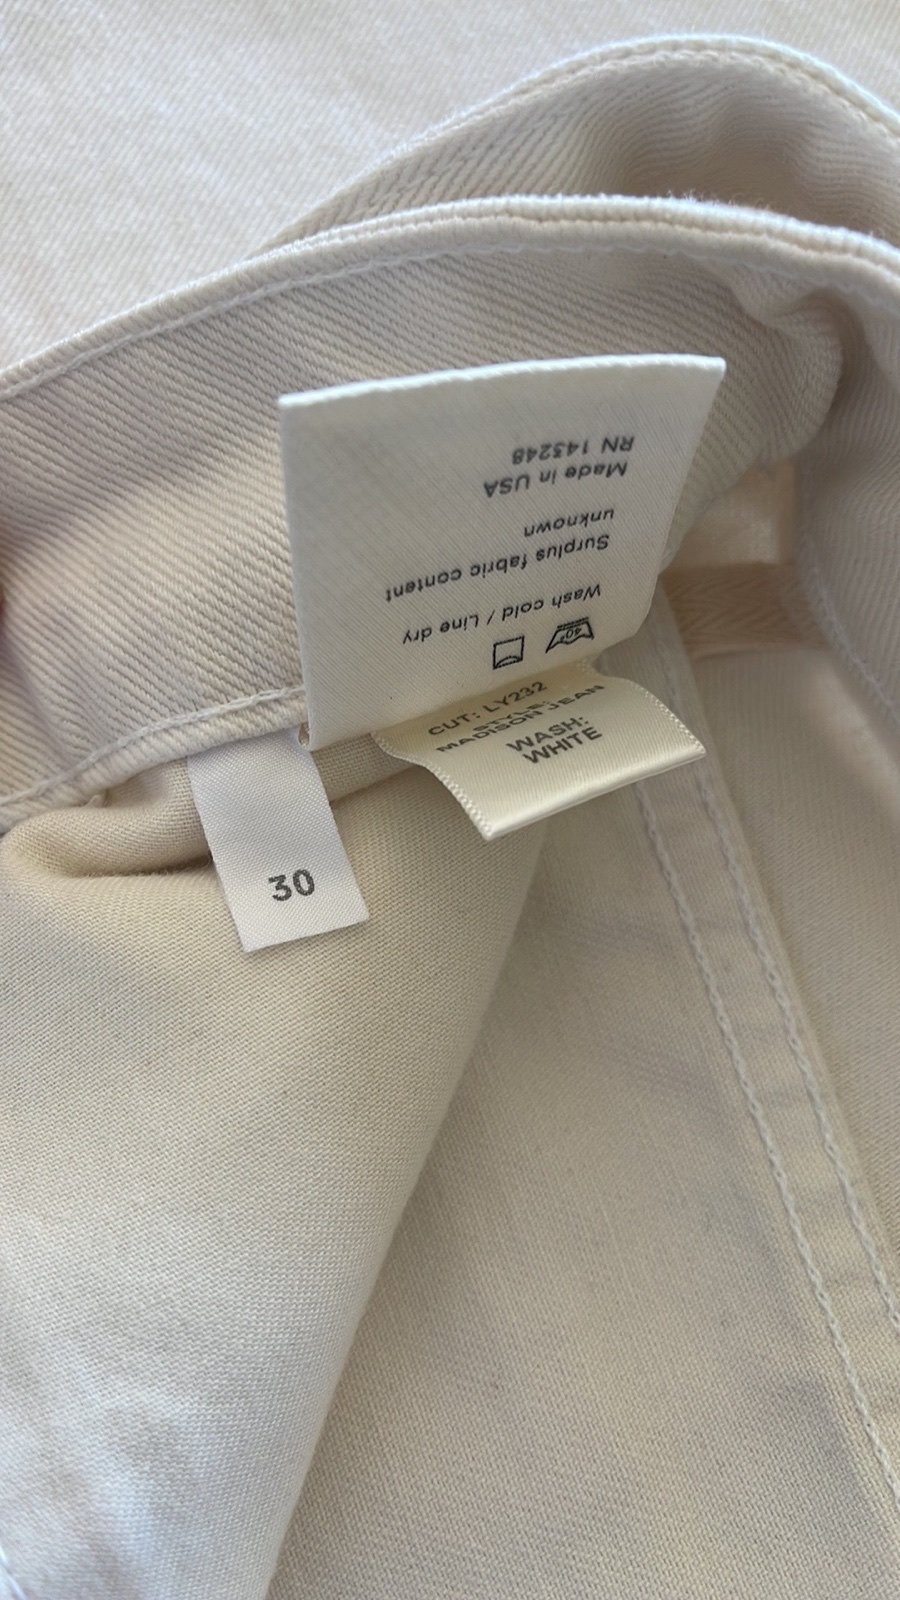 40°
Wash cold / Line dry
Surplus fabric content
unknown
Made in USA
RN 143248
CUT: LY232
STYLE:
MADISON JEAN
WASH:
WHITE
30